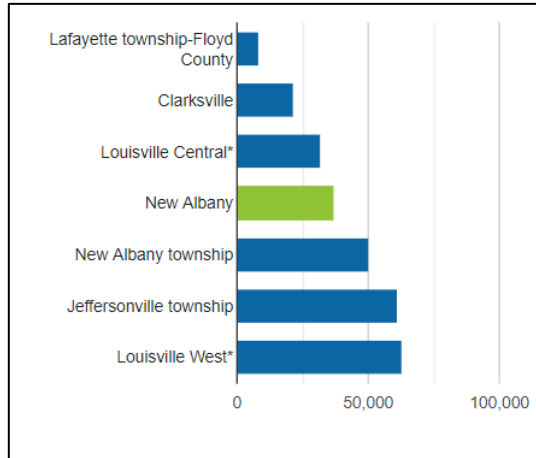 Lafayette township-Floyd
County
Clarksville
Louisville Central*
New Albany
New Albany township
Jeffersonville township
Louisville West*
0
50,000
100,000